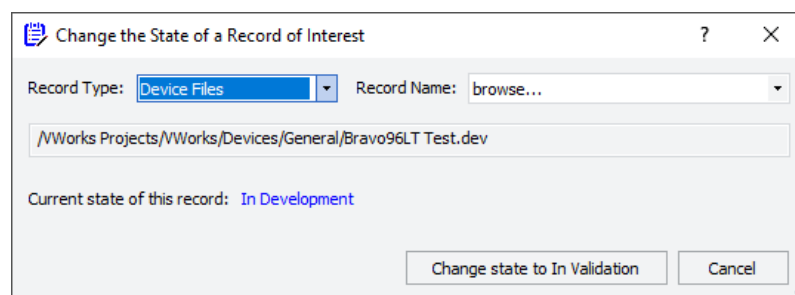 Change the State of a Record of Interest ?
Record Type: Device Files Record Name: browse...
/VWorks Projects/VWorks/Devices/General/Bravo96LT Test.dev
Current state of this record: In Development
Change state to In Validation Cancel